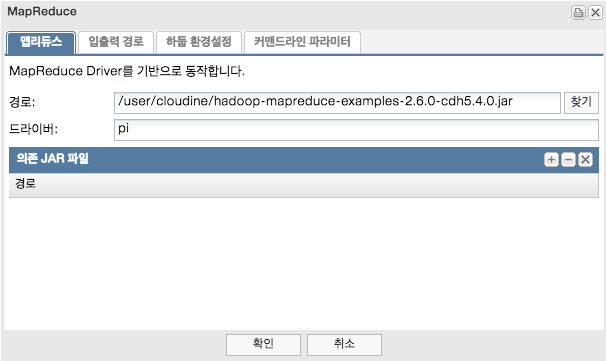 MapReduce
맵리듀스 입출력 경로 하둡 환경설정 커맨드라인 파라미터
MapReduce Driver를 기반으로 동작합니다.
경로: /user/cloudine/hadoop-mapreduce-examples-2.6.0-cdh5.4.0.jar 찾기
드라이버: pi
의존 JAR 파일
경로
확인 취소